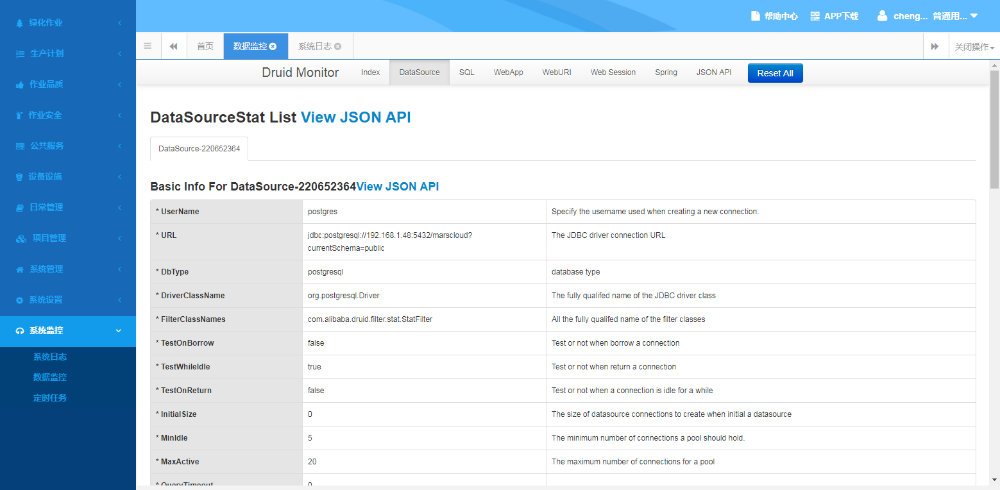 绿化作业
生产计划
作业品质
作业安全
公共服务
设备设施
日常管理
项目管理
系统管理
系统设置
系统监控
系统日志
数据监控
定时任务
帮助中心 APP下载 cheng... 普通用...
首页 数据监控 系统日志 关闭操作
Druid Monitor Index DataSource SQL WebApp WebURI Web Session Spring JSON API Reset All
DataSourceStat List View JSON API
DataSource-220652364
Basic Info For DataSource-220652364View JSON API
* UserName postgres Specify the username used when creating a new connection.
* URL jdbc:postgresql://192.168.1.48:5432/marscloud? The JDBC driver connection URL
currentSchema=public
* DbType postgresql database type
* DriverClassName org.postgresql.Driver The fully qualifed name of the JDBC driver class
* FilterClassNames com.alibaba.druid.filter.stat.StatFilter All the fully qualifed name of the filter classes
* TestOnBorrow false Test or not when borrow a connection
* TestWhileIdle true Test or not when return a connection
* TestOnReturn false Test or not when a connection is idle for a while
* InitialSize 0 The size of datasource connections to create when initial a datasource
* MinIdle 5 The minimum number of connections a pool should hold.
* MaxActive 20 The maximum number of connections for a pool
* QueryTimeout 0